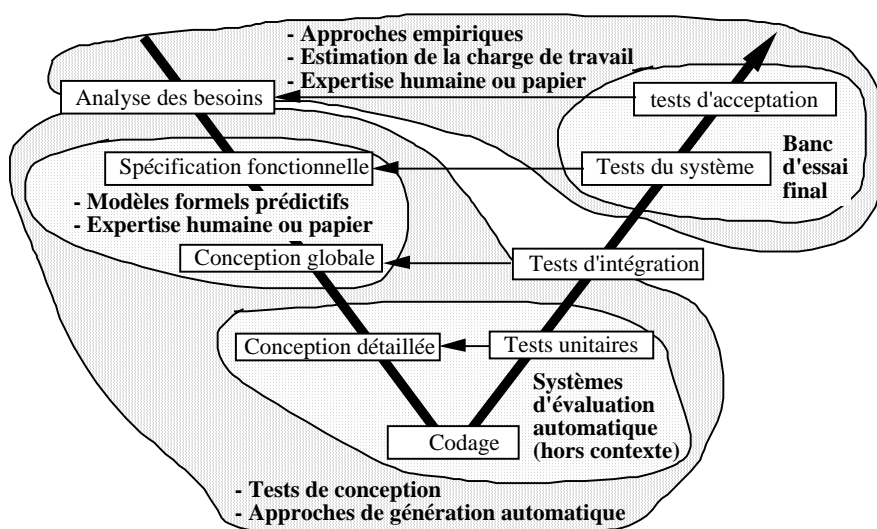 - Approches empiriques
- Estimation de la charge de travail
- Expertise humaine ou papier
Analyse des besoins
tests d'acceptation
Banc
d'essai
final
Spécification fonctionnelle
Tests du système
- Modèles formels prédictifs
- Expertise humaine ou papier
Conception globale
Tests d'intégration
Conception détaillée
Tests unitaires
Systèmes
d'évaluation
automatique
(hors contexte)
Codage
- Tests de conception
- Approches de génération automatique